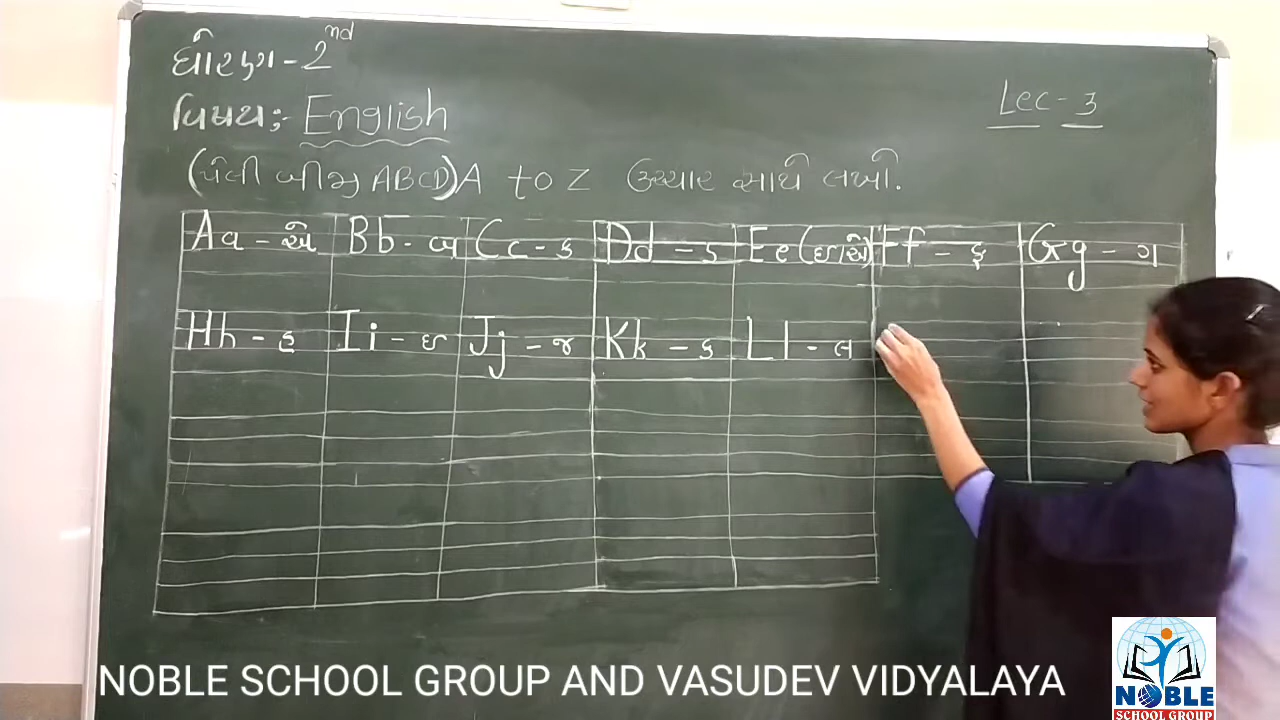 ધોરણ - 2nd
વિષય:- English
Lec - 3
(પેલી બીજી ABCD) A to Z ઉચ્ચાર સાથે લખો.
Aa - એ Bb - બ Cc - ક Dd - ડ Ee (ઇ/એ) Ff - ફ Gg - ગ
Hh - હ Ii - ઇ Jj - જ Kk - ક Ll - લ
NOBLE SCHOOL GROUP AND VASUDEV VIDYALAYA
NOBLE
SCHOOL GROUP